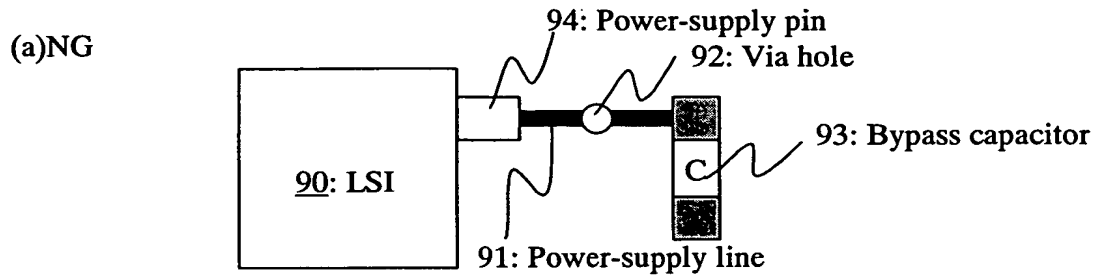 (a)NG
94: Power-supply pin
92: Via hole
93: Bypass capacitor
C
90: LSI
91: Power-supply line